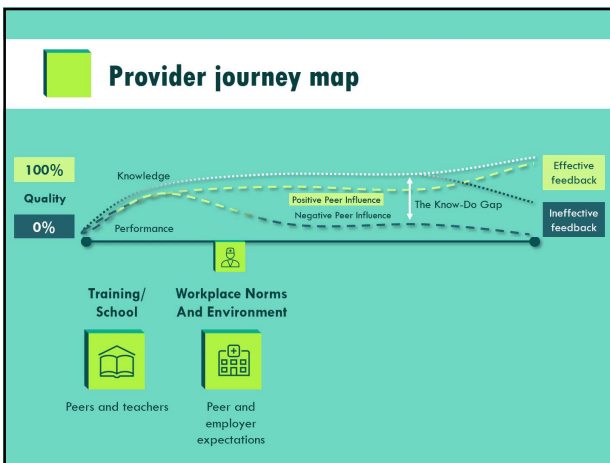 Provider journey map
100%
Quality
0%
Knowledge
Performance
Positive Peer Influence
Negative Peer Influence
The Know-Do Gap
Effective
feedback
Ineffective
feedback
Training/
School
Peers and teachers
Workplace Norms
And Environment
Peer and
employer
expectations